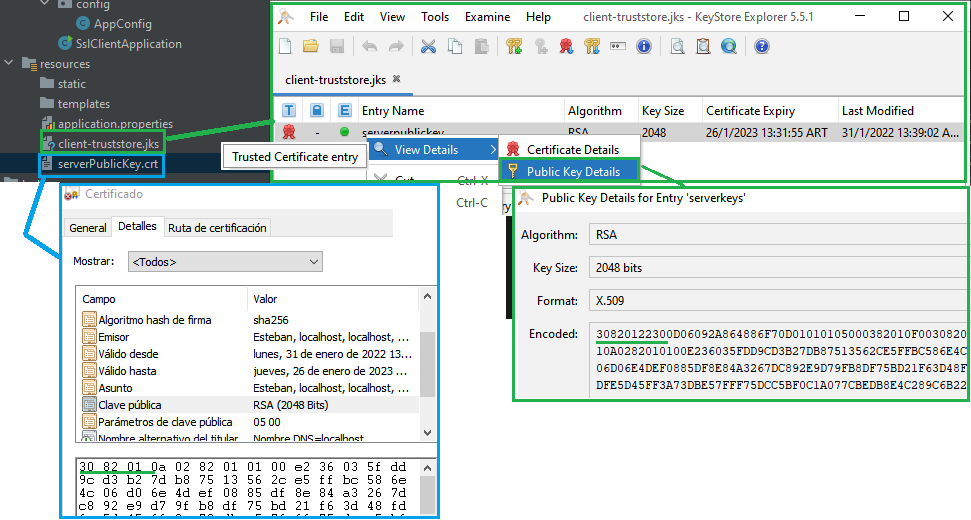 config
AppConfig
SslClientApplication
resources
static
templates
application.properties
client-truststore.jks
serverPublicKey.crt
File Edit View Tools Examine Help client-truststore.jks - KeyStore Explorer 5.5.1
client-truststore.jks
T E Entry Name Algorithm Key Size Certificate Expiry Last Modified
- serverpublickey RSA 2048 26/1/2023 13:31:55 ART 31/1/2022 13:39:02 A...
Trusted Certificate entry
View Details
Cut Ctrl-X
Ctrl-C
Certificate Details
Public Key Details
Certificado
General Detalles Ruta de certificación
Mostrar: <Todos>
Campo Valor
Algoritmo hash de firma sha256
Emisor Esteban, localhost, localhost, ...
Válido desde lunes, 31 de enero de 2022 13...
Válido hasta jueves, 26 de enero de 2023 ...
Asunto Esteban, localhost, localhost, ...
Clave pública RSA (2048 Bits)
Parámetros de clave pública 05 00
Nombre alternativo del titular Nombre DNS=localhost
30 82 01 0a 02 82 01 01 00 e2 36 03 5f dd
9c d3 b2 7d b8 75 13 56 2c e5 ff bc 58 6e
4c 06 d0 6e 4d ef 08 85 df 8e 84 a3 26 7d
c8 92 e9 d7 9f b8 df 75 bd 21 f6 3d 48 fd
Public Key Details for Entry 'serverkeys'
Algorithm: RSA
Key Size: 2048 bits
Format: X.509
Encoded: 30820122300D06092A864886F70D01010105000382010F003082
010A0282010100E236035FDD9CD3B27DB87513562CE5FFBC586E4C
06D06E4DEF0885DF8E84A3267DC892E9D79FB8DF75BD21F63D48F
DFE5D45FF3A73DBE57FFF75DCC5BF0C1A077CBEDB8E4C289C6B22